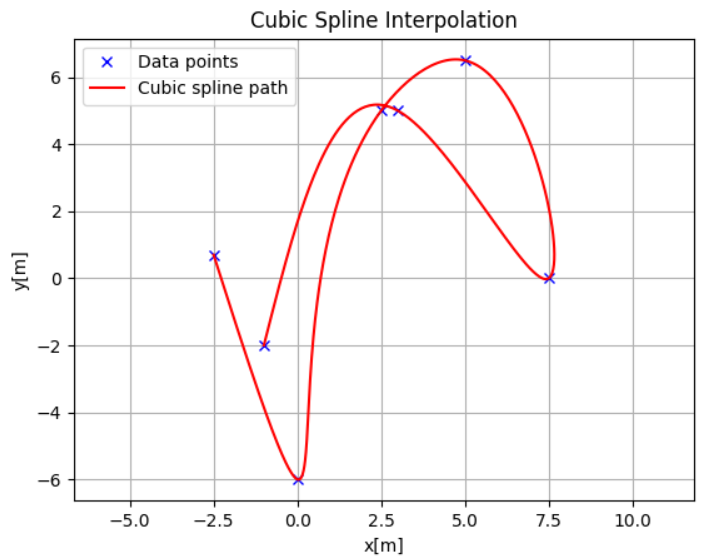 Cubic Spline Interpolation
Data points
Cubic spline path
6
4
2
0
−2
−4
−6
y[m]
−5.0 −2.5 0.0 2.5 5.0 7.5 10.0
x[m]